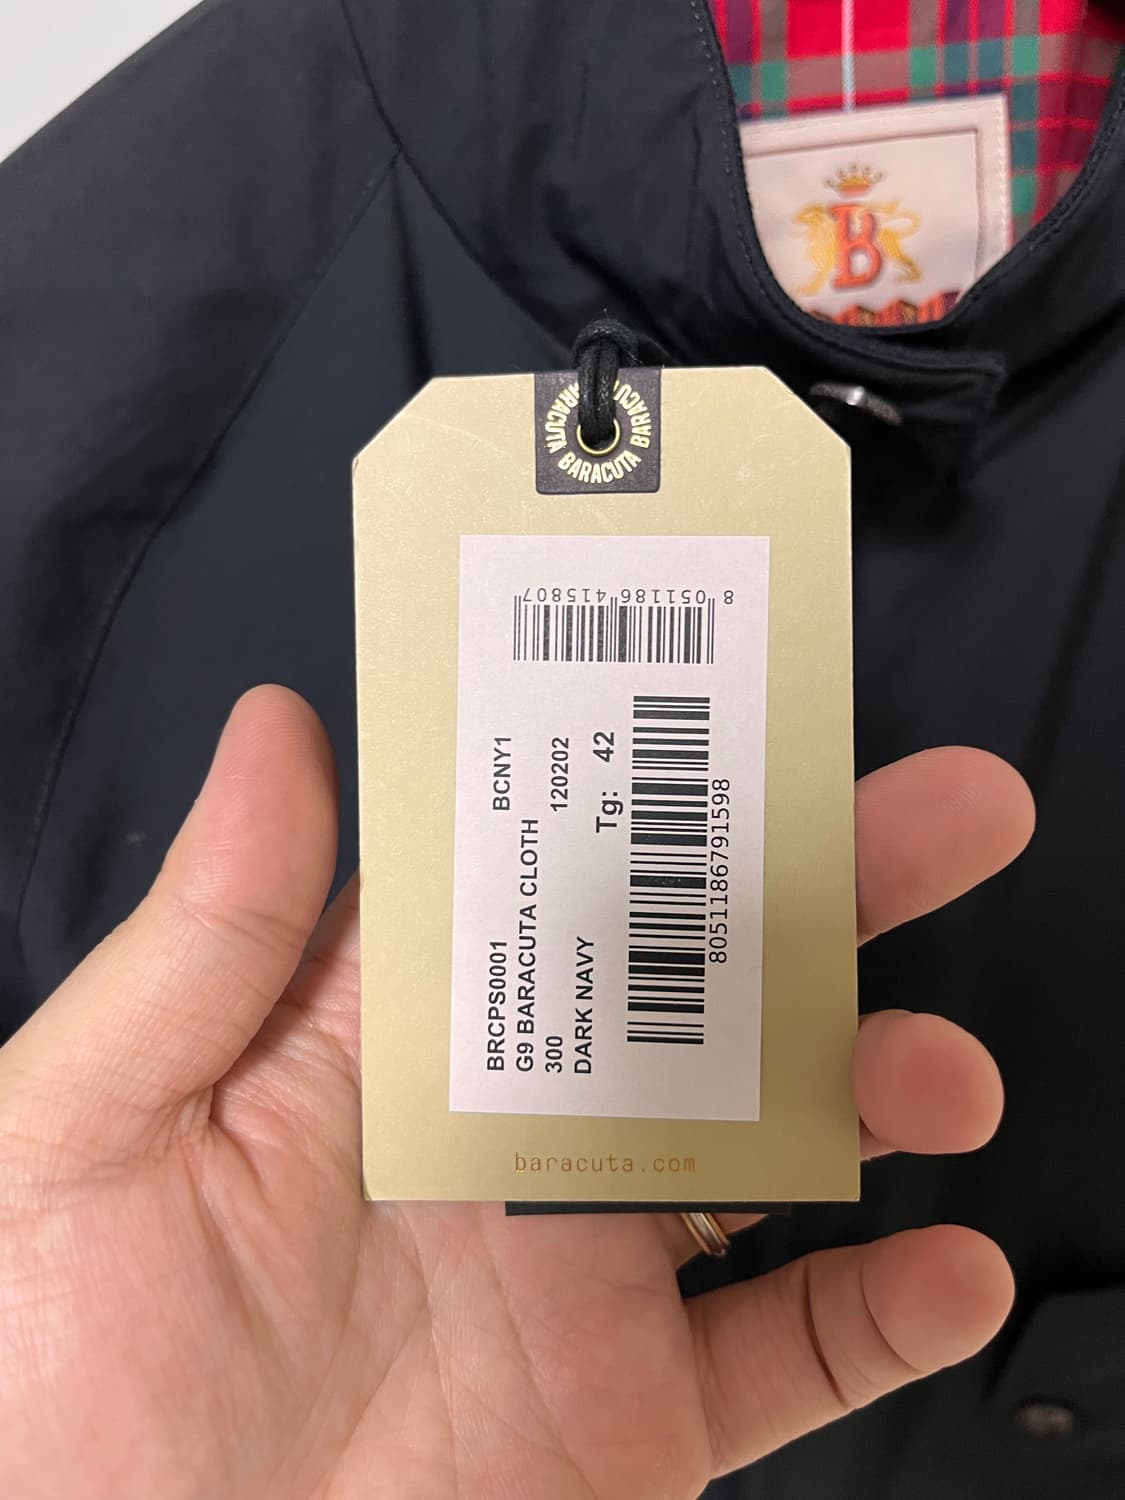 B
BARACUTA BARACUTA BARACUTA
8 051186 415807
BRCPS0001 BCNY1
G9 BARACUTA CLOTH
300 120202
DARK NAVY Tg: 42
8051186791598
baracuta.com